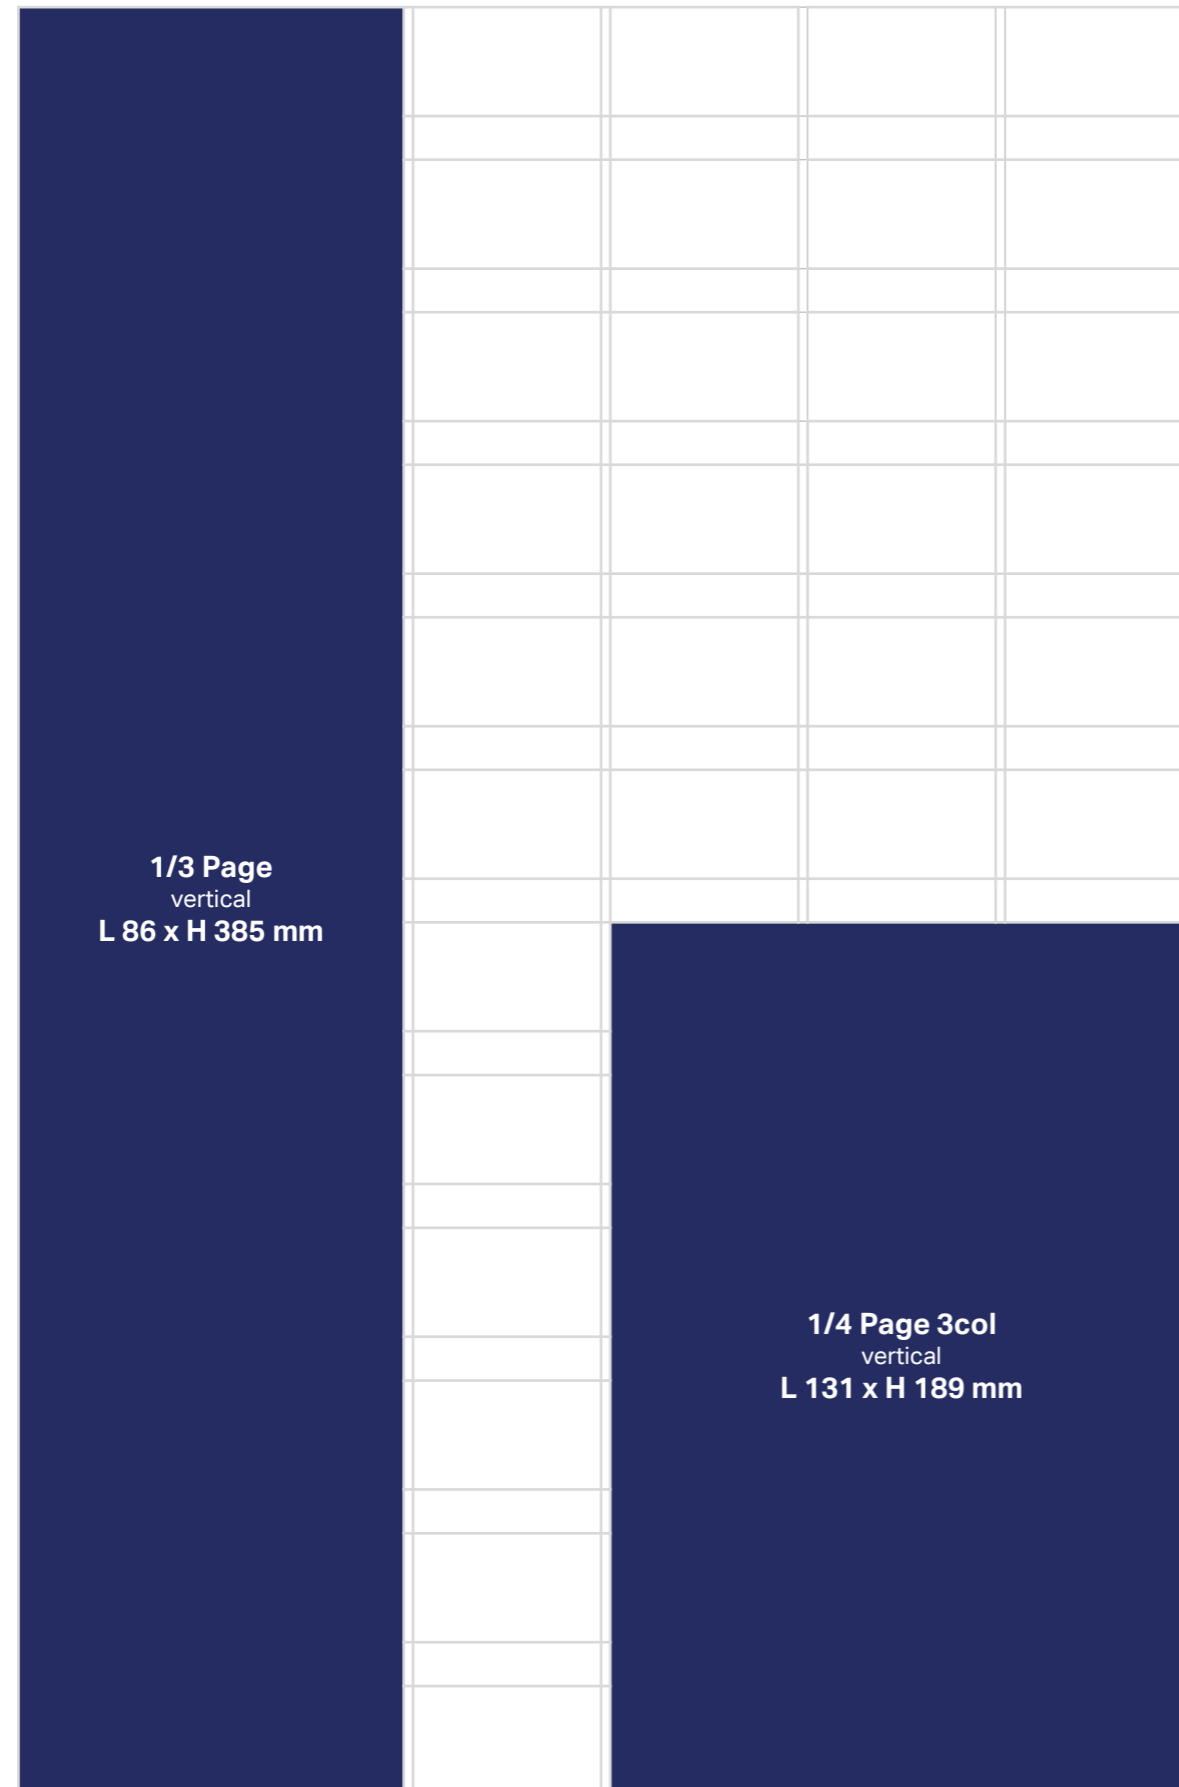 1/3 Page
vertical
L 86 x H 385 mm
1/4 Page 3col
vertical
L 131 x H 189 mm